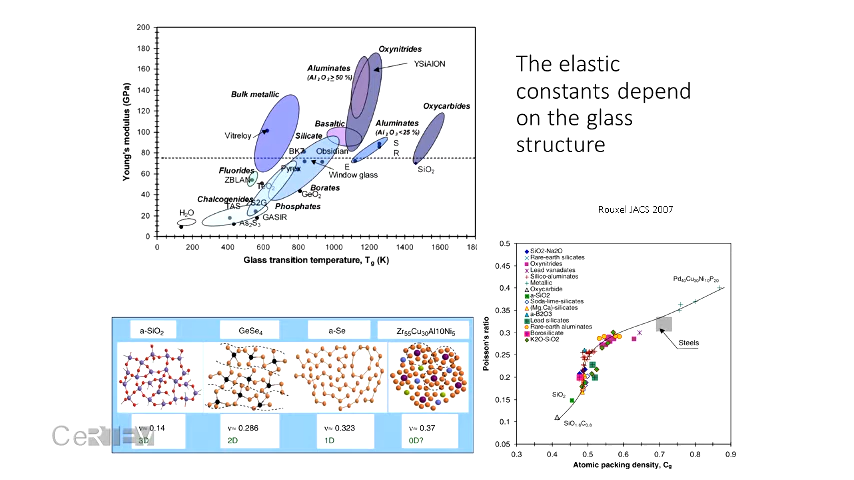 The elastic
constants depend
on the glass
structure
Rouxel JACS 2007
Young's modulus (GPa)
200
180
160
140
120
100
80
60
40
20
0
0
200
400
600
800
1000
1200
1400
1600
180
Glass transition temperature, Tg (K)
Oxynitrides
YSiAlON
Aluminates
(Al2O3 ≥ 50 %)
Bulk metallic
Oxycarbides
Aluminates
(Al2O3 <25 %)
Basaltic
Vitreloy
Silicate
S
R
BK7
Obsidian
E
SiO2
Window glass
Fluorides
ZBLAN
Pyrex
TeO2
Borates
GeO2
Chalcogenides
Phosphates
TAS
AS2G
H2O
GASIR
As2S3
a-SiO2
GeSe4
a-Se
Zr55Cu30Al10Ni5
ν≈ 0.14
ν≈ 0.286
ν≈ 0.323
ν≈ 0.37
3D
2D
1D
0D?
CeRTEV
Poisson's ratio
0.5
0.45
0.4
0.35
0.3
0.25
0.2
0.15
0.1
0.05
0.3
0.4
0.5
0.6
0.7
0.8
0.9
Atomic packing density, Cg
SiO2-Na2O
Rare-earth silicates
Oxynitrides
Lead vanadates
Silico-aluminates
Metallic
Oxycarbide
a-SiO2
Soda-lime-silicates
(Mg,Ca)-silicates
a-B2O3
Lead silicates
Rare-earth aluminates
Borosilicate
K2O-SiO2
Pd40Cu30Ni10P20
Steels
SiO2
SiO1.6C0.8